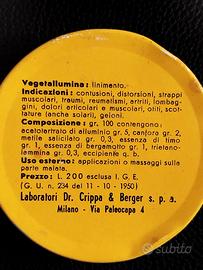 Vegetallumina: linimento.-
Indicazioni: contusioni, distorsioni, strappi
muscolari, traumi, reumatismi, artriti, lombag-
gini, dolori articolari e muscolari, otiti, scot-
tature (anche solari), geloni.
Composizione: gr. 100 contengono:
acetotartrato di alluminio gr. 5, canfora gr. 2,
metile salicilato gr. 0,3, essenza di timo
gr. 1, essenza di bergamotto gr. 1, trietano-
lammina gr. 0,3, eccipiente q. b.
Uso esterno: applicazioni o massaggi sulla
parte malata.
Prezzo: L. 200 esclusa I. G. E.
(G. U. n. 234 del 11 - 10 - 1950)
Laboratori Dr. Crippa & Berger s. p. a.
Milano - Via Paleocapa 4
subito